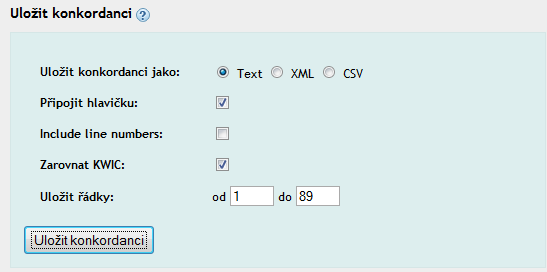 Uložit konkordanci ?
Uložit konkordanci jako: Text XML CSV
Připojit hlavičku:
Include line numbers:
Zarovnat KWIC:
Uložit řádky: od 1 do 89
Uložit konkordanci